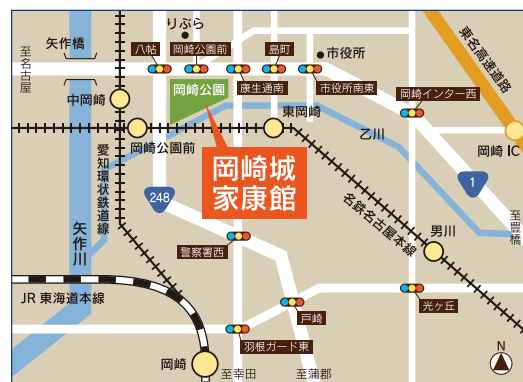 りぶら
矢作橋
八帖
岡崎公園前
島町
市役所
至名古屋
岡崎公園
康生通南
市役所南東
東名高速道路
岡崎インター西
中岡崎
東岡崎
乙川
岡崎公園前
岡崎IC
岡崎城
家康館
愛知環状鉄道線
248
1
名鉄名古屋本線
至豊橋
矢作川
警察署西
男川
JR東海道本線
戸崎
光ヶ丘
羽根ガード東
岡崎
至幸田
至蒲郡
N